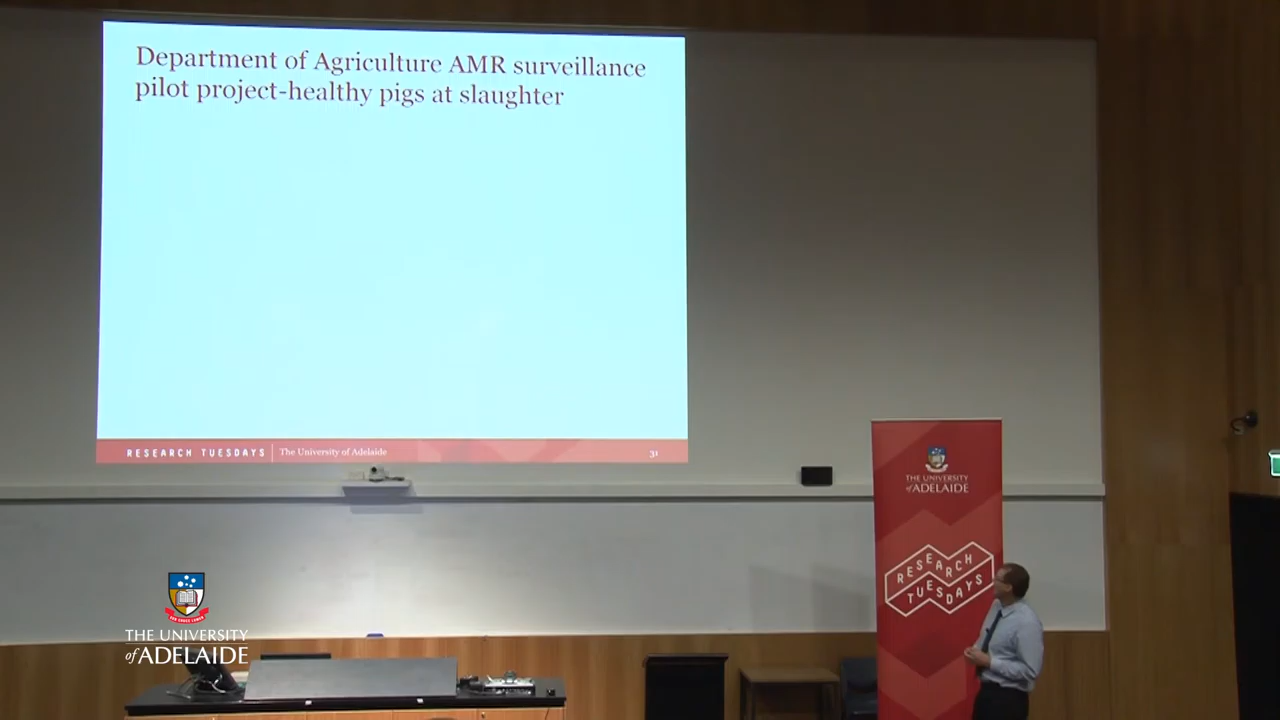 Department of Agriculture AMR surveillance
pilot project-healthy pigs at slaughter
RESEARCH TUESDAYS
The University of Adelaide
31
THE UNIVERSITY
of ADELAIDE
RESEARCH
TUESDAYS
THE UNIVERSITY
of ADELAIDE